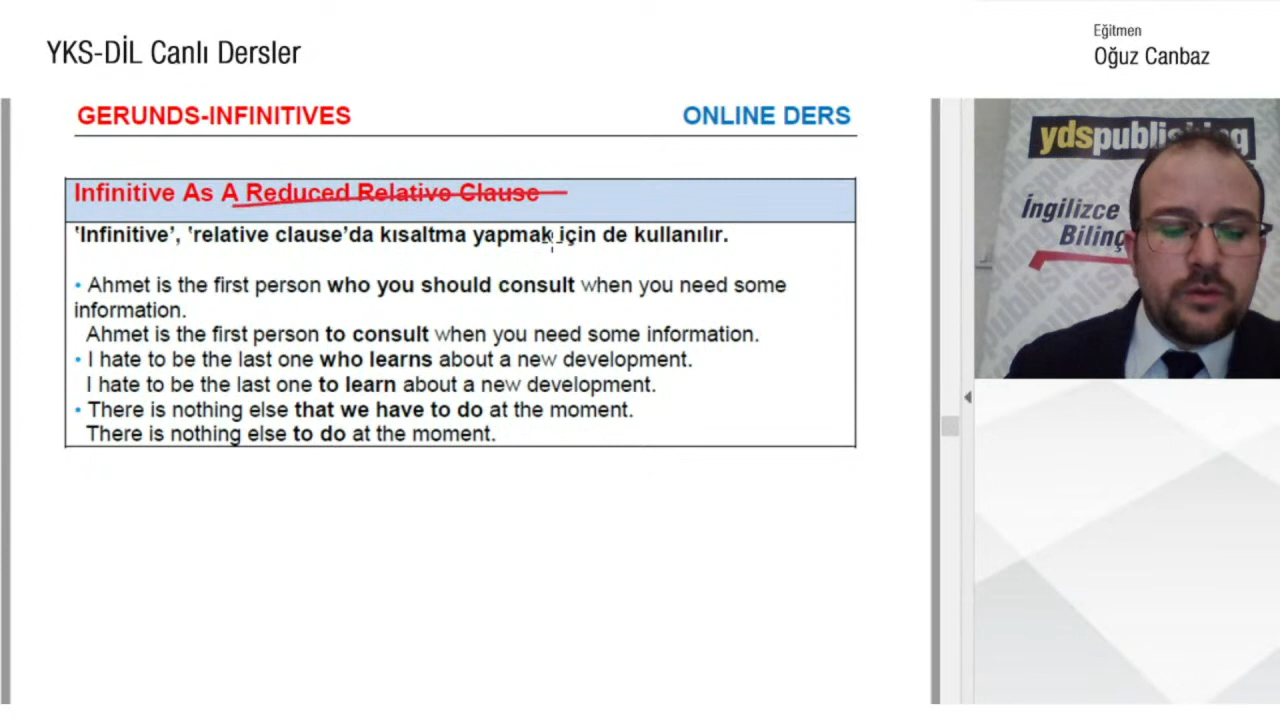 YKS-DİL Canlı Dersler
Eğitmen
Oğuz Canbaz
GERUNDS-INFINITIVES
ONLINE DERS
Infinitive As A Reduced Relative Clause
'Infinitive', 'relative clause'da kısaltma yapmak için de kullanılır.
• Ahmet is the first person who you should consult when you need some
information.
Ahmet is the first person to consult when you need some information.
• I hate to be the last one who learns about a new development.
I hate to be the last one to learn about a new development.
• There is nothing else that we have to do at the moment.
There is nothing else to do at the moment.
ydspublishing
İngilizce